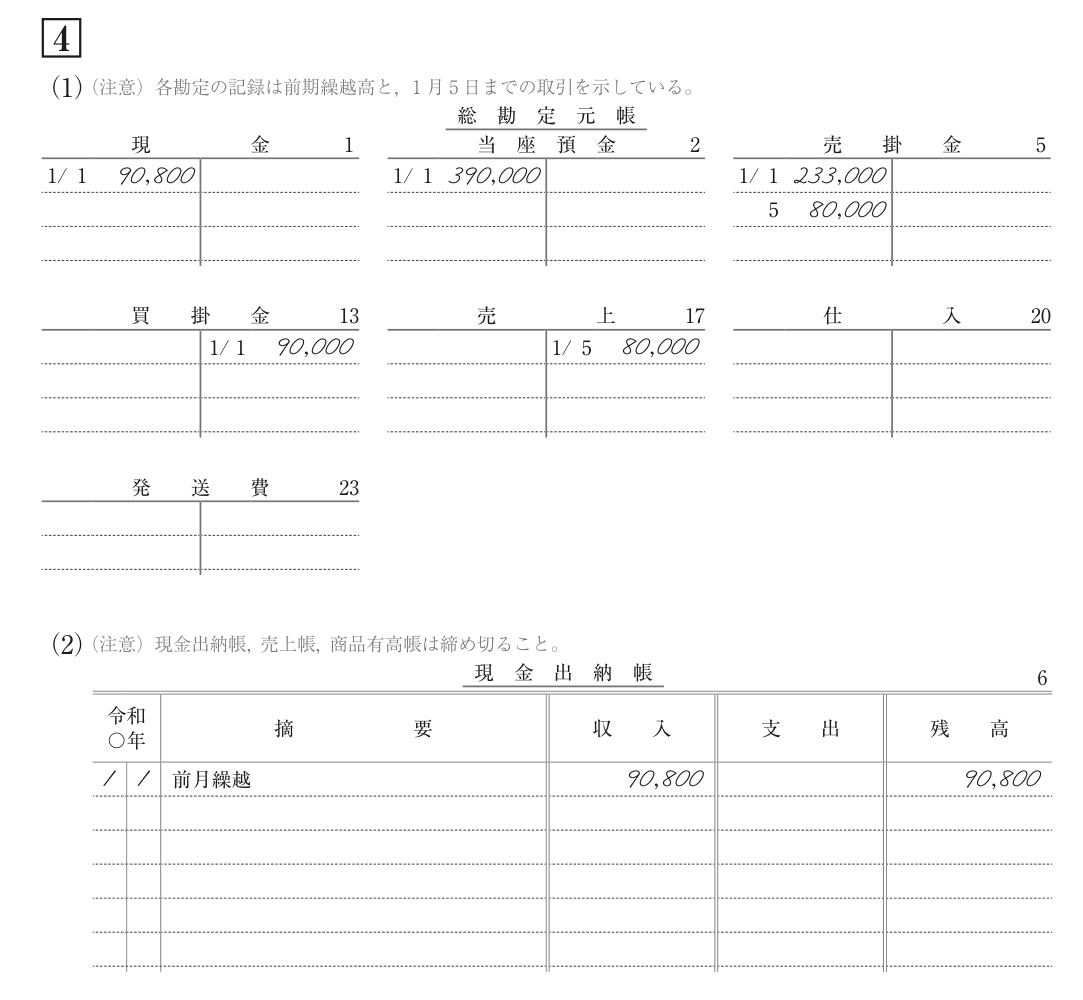 4
(1)（注意）各勘定の記録は前期繰越高と，１月５日までの取引を示している。
総勘定元帳
現金 1
当座預金 2
売掛金 5
1/ 1 90,800
1/ 1 390,000
1/ 1 233,000
5 80,000
買掛金 13
売上 17
仕入 20
1/ 1 90,000
1/ 5 80,000
発送費 23
(2)（注意）現金出納帳，売上帳，商品有高帳は締め切ること。
現金出納帳 6
令和○年 摘要 収入 支出 残高
/ / 前月繰越 90,800 90,800